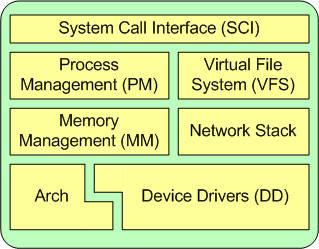 System Call Interface (SCI)
Process
Management (PM)
Virtual File
System (VFS)
Memory
Management (MM)
Network Stack
Arch
Device Drivers (DD)